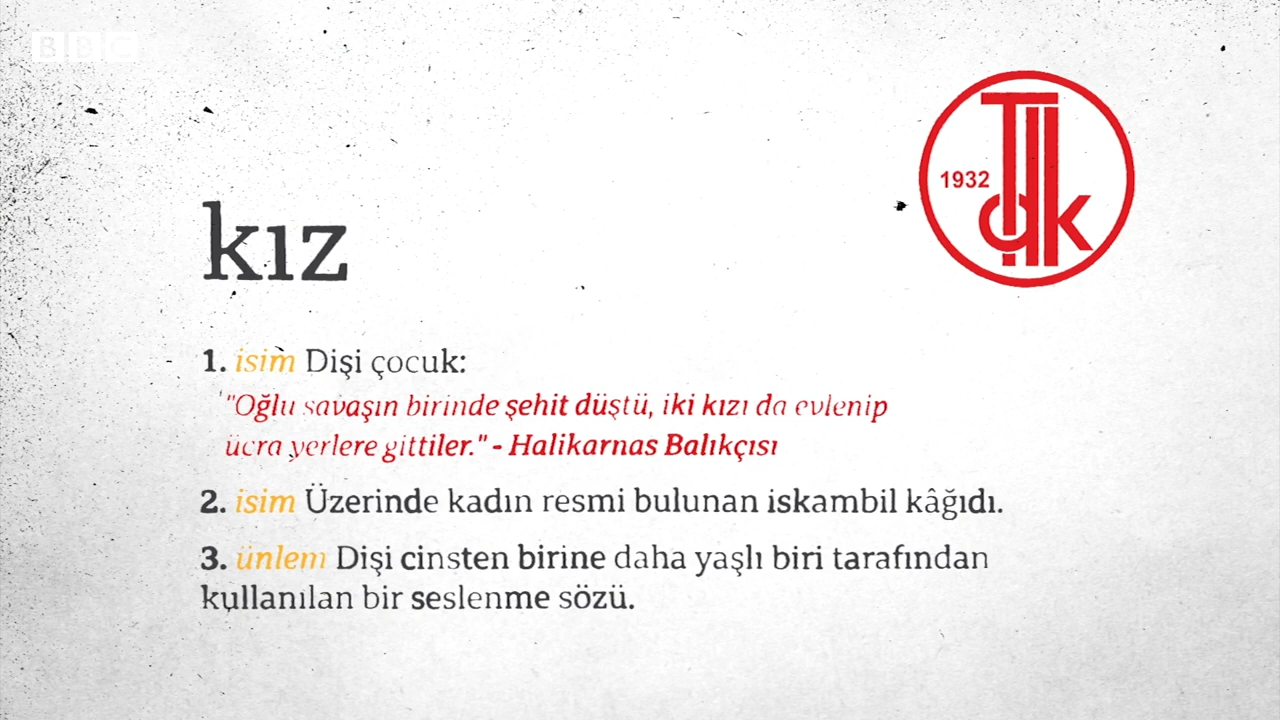 BBC
1932
Tdk
kız
1. isim Dişi çocuk:
"Oğlu savaşın birinde şehit düştü, iki kızı da evlenip
ücra yerlere gittiler." - Halikarnas Balıkçısı
2. isim Üzerinde kadın resmi bulunan iskambil kâğıdı.
3. ünlem Dişi cinsten birine daha yaşlı biri tarafından
kullanılan bir seslenme sözü.